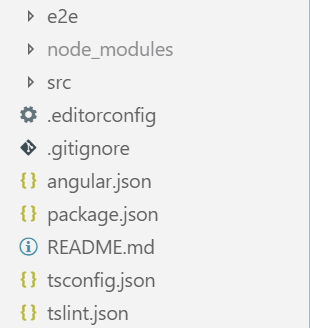 e2e
node_modules
src
.editorconfig
.gitignore
angular.json
package.json
README.md
tsconfig.json
tslint.json